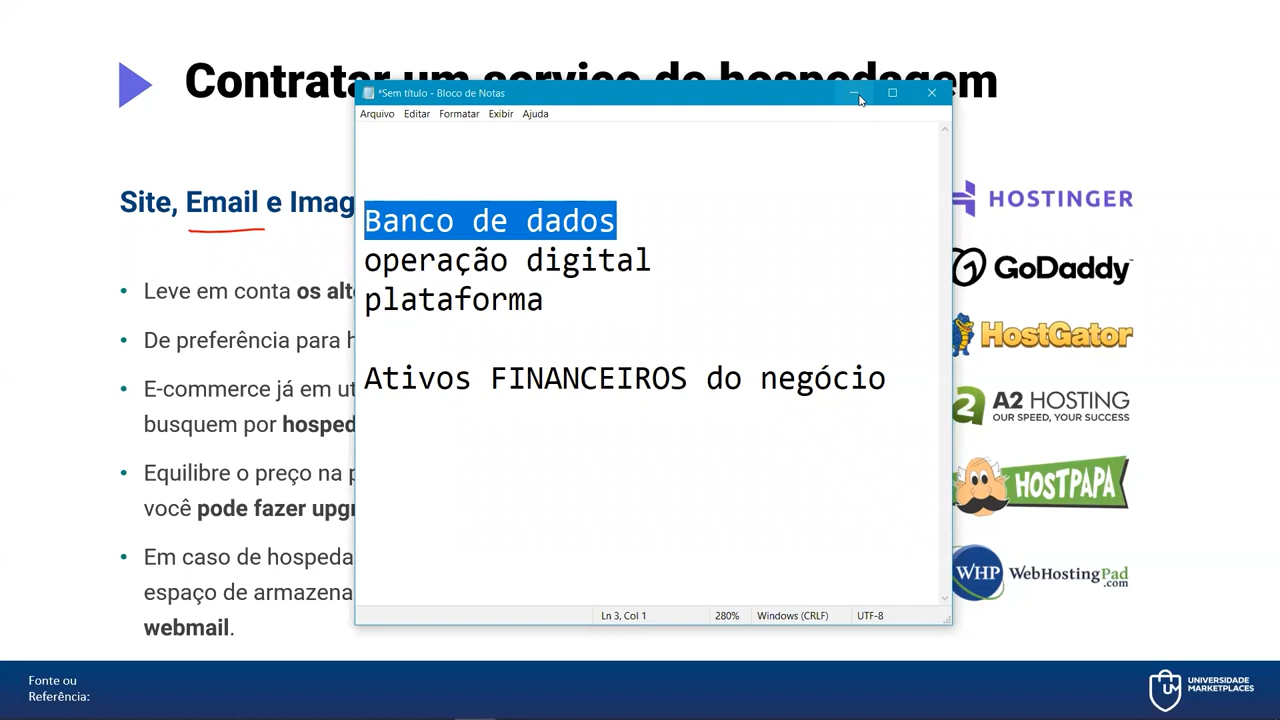 Contratar um serviço de hospedagem
*Sem título - Bloco de Notas
Arquivo Editar Formatar Exibir Ajuda
Banco de dados
operação digital
plataforma
Ativos FINANCEIROS do negócio
Ln 3, Col 1 280% Windows (CRLF) UTF-8
Site, Email e Imag
Leve em conta os alt
De preferência para h
E-commerce já em ut
busquem por hosped
Equilibre o preço na p
você pode fazer upgr
Em caso de hospeda
espaço de armazena
webmail.
HOSTINGER
GoDaddy
HostGator
A2 HOSTING
OUR SPEED, YOUR SUCCESS
HOSTPAPA
WHP WebHostingPad
.com
Fonte ou
Referência:
UM
UNIVERSIDADE
MARKETPLACES